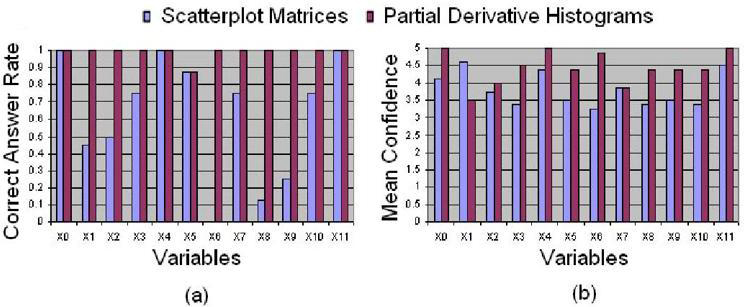 Scatterplot Matrices Partial Derivative Histograms
Correct Answer Rate
1
0.9
0.8
0.7
0.6
0.5
0.4
0.3
0.2
0.1
0
X0 X1 X2 X3 X4 X5 X6 X7 X8 X9 X10 X11
Variables
(a)
Mean Confidence
5
4.5
4
3.5
3
2.5
2
1.5
1
0.5
0
X0 X1 X2 X3 X4 X5 X6 X7 X8 X9 X10 X11
Variables
(b)